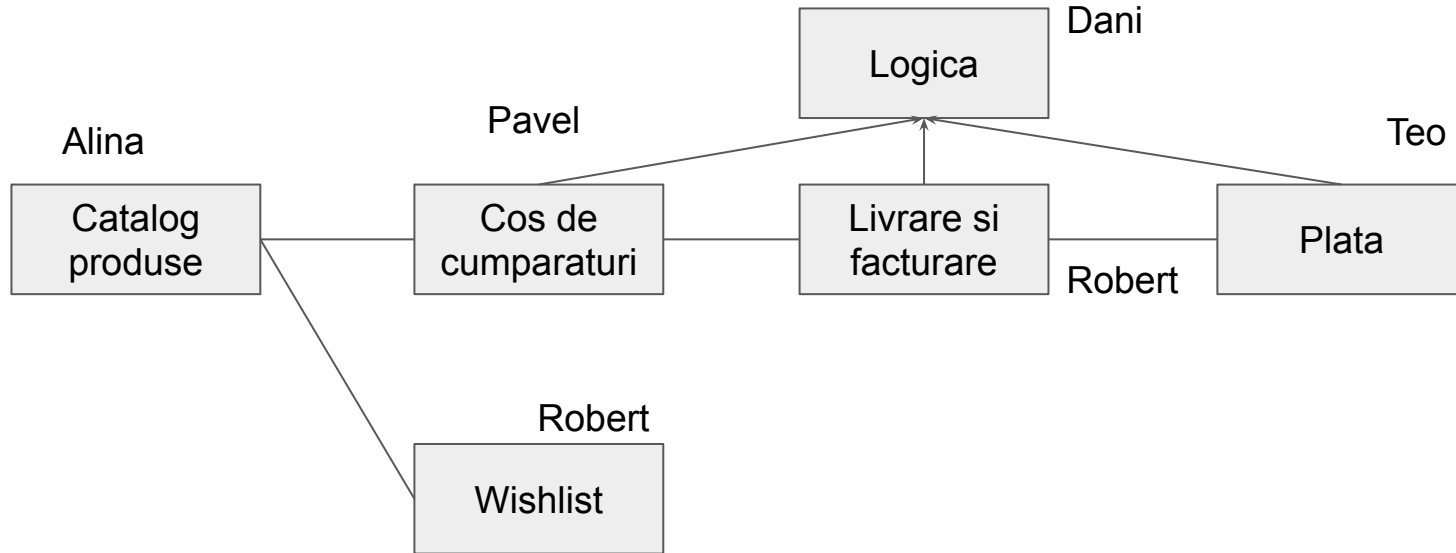 Dani
Logica
Pavel
Teo
Alina
Catalog
produse
Cos de
cumparaturi
Livrare si
facturare
Plata
Robert
Robert
Wishlist